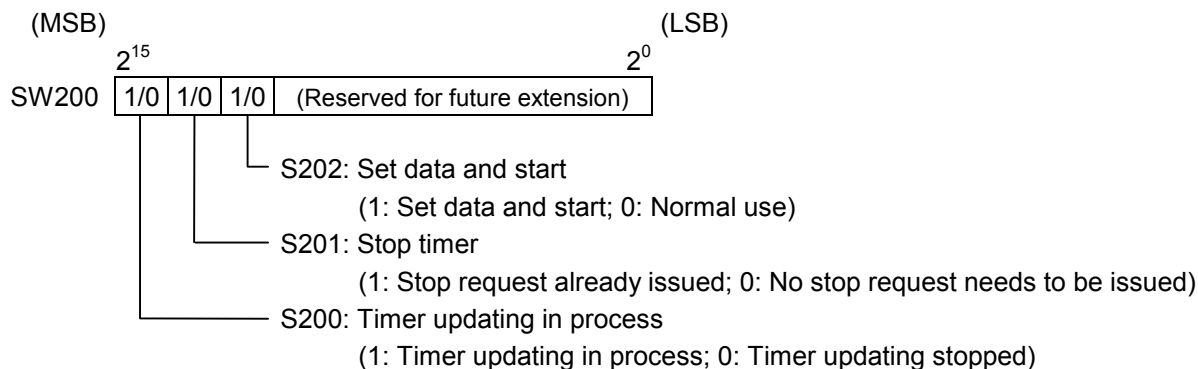 (MSB) (LSB)
2^15 2^0
SW200 1/0 1/0 1/0 (Reserved for future extension)
S202: Set data and start
(1: Set data and start; 0: Normal use)
S201: Stop timer
(1: Stop request already issued; 0: No stop request needs to be issued)
S200: Timer updating in process
(1: Timer updating in process; 0: Timer updating stopped)